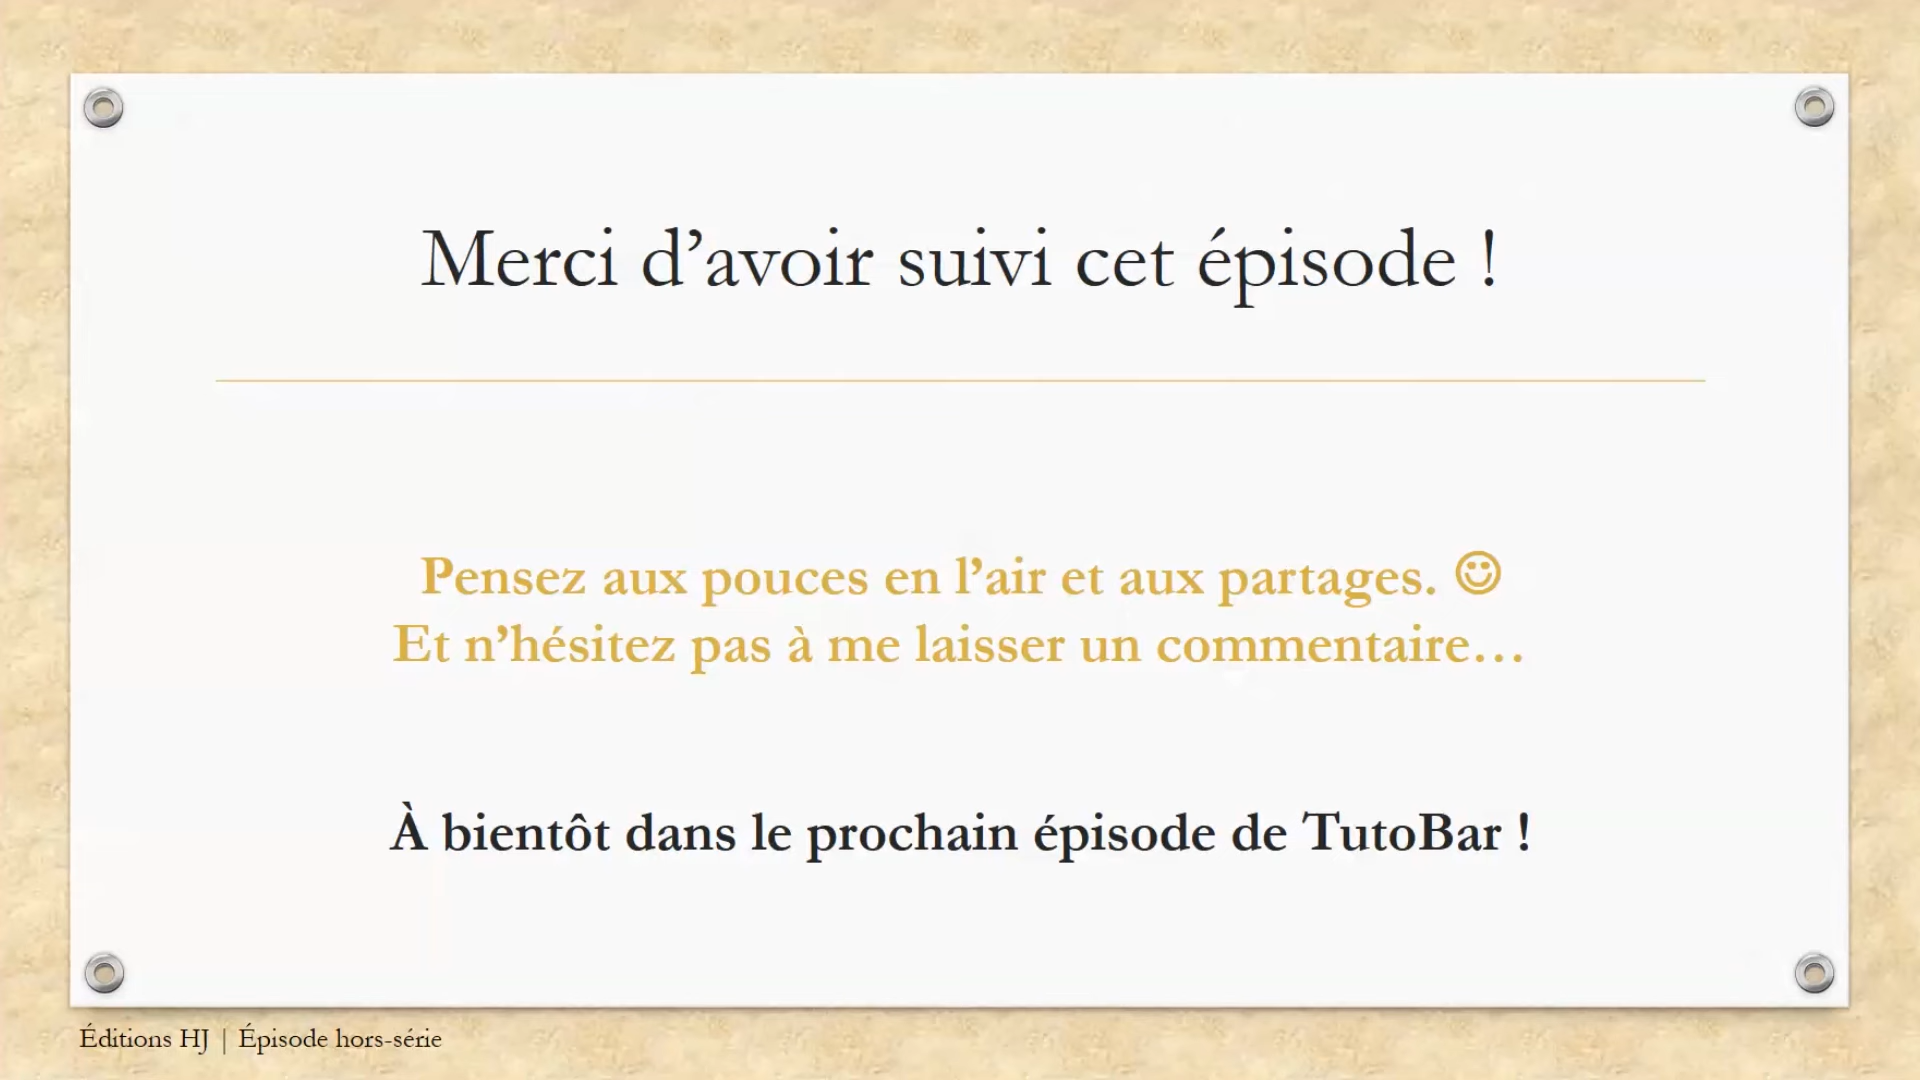 Merci d’avoir suivi cet épisode !
Pensez aux pouces en l’air et aux partages. ☺
Et n’hésitez pas à me laisser un commentaire…
À bientôt dans le prochain épisode de TutoBar !
Éditions HJ | Épisode hors-série